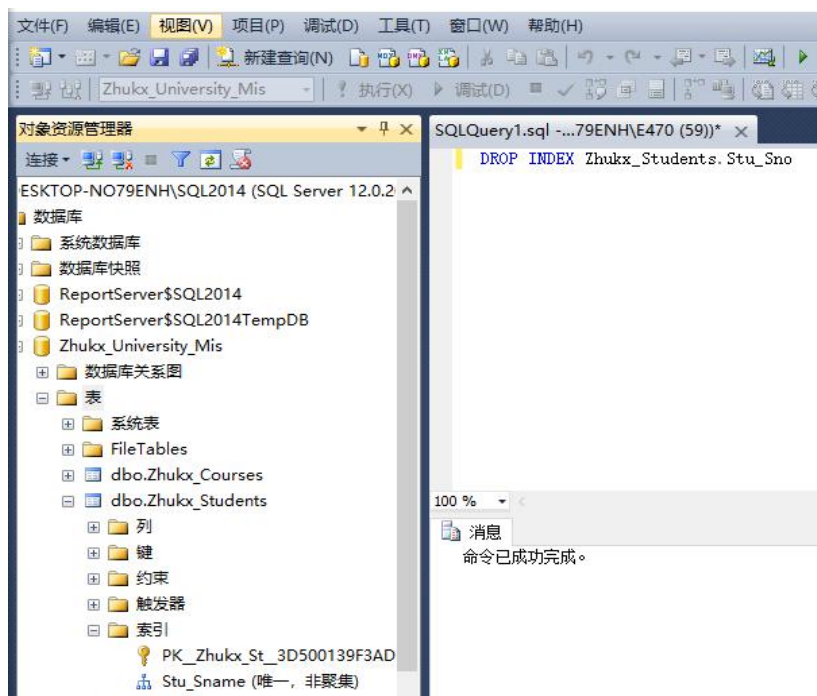 文件(F) 编辑(E) 视图(V) 项目(P) 调试(D) 工具(T) 窗口(W) 帮助(H)
新建查询(N)
Zhukx_University_Mis 执行(X) 调试(D)
对象资源管理器
连接
ESKTOP-NO79ENH\SQL2014 (SQL Server 12.0.2
数据库
系统数据库
数据库快照
ReportServer$SQL2014
ReportServer$SQL2014TempDB
Zhukx_University_Mis
数据库关系图
表
系统表
FileTables
dbo.Zhukx_Courses
dbo.Zhukx_Students
列
键
约束
触发器
索引
PK__Zhukx_St__3D500139F3AD
Stu_Sname (唯一，非聚集)
SQLQuery1.sql -...79ENH\E470 (59))*
DROP INDEX Zhukx_Students.Stu_Sno
100 %
消息
命令已成功完成。